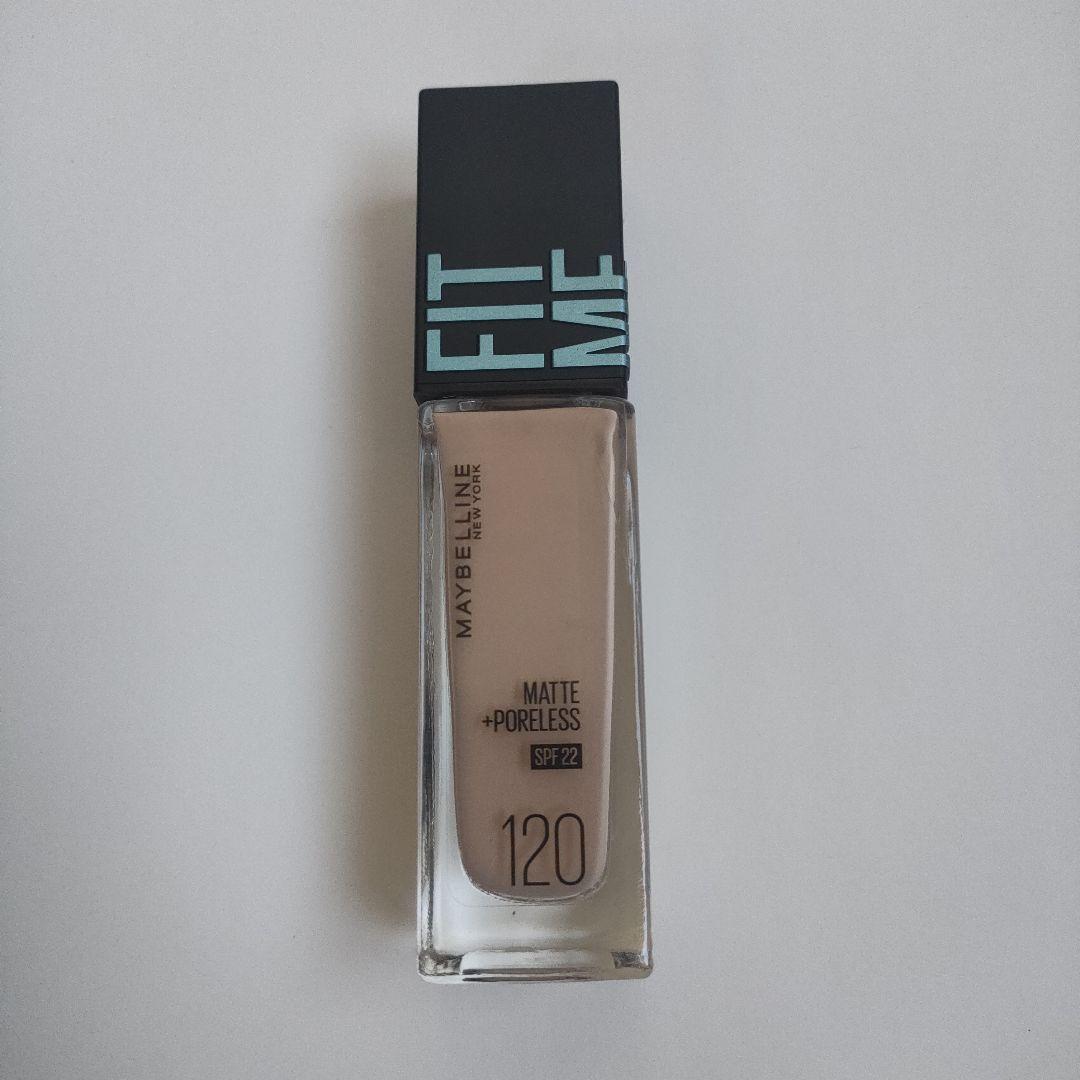 FIT
ME
MAYBELLINE
NEW YORK
MATTE
+PORELESS
SPF 22
120